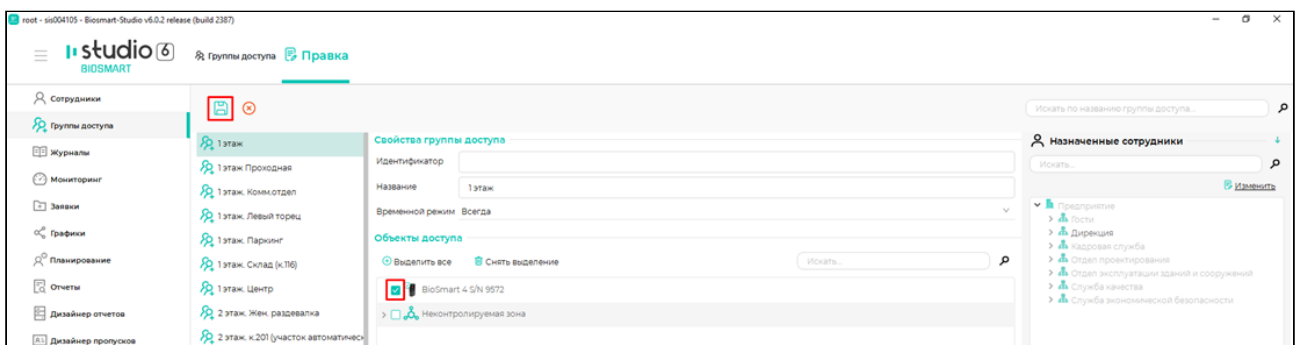 root - sis004105 - Biosmart-Studio v6.0.2 release (build 2387)
studio 6
BIOSMART
Группы доступа
Правка
Сотрудники
Группы доступа
Журналы
Мониторинг
Заявки
Графики
Планирование
Отчеты
Дизайнер отчетов
Дизайнер пропусков
Искать по названию группы доступа...
1 этаж
1 этаж Проходная
1 этаж. Комм.отдел
1 этаж. Левый торец
1 этаж. Паркинг
1 этаж. Склад (к.116)
1 этаж. Центр
2 этаж. Жен. раздевалка
2 этаж. к.201 (участок автоматичес
Свойства группы доступа
Идентификатор
Название 1 этаж
Временной режим Всегда
Объекты доступа
Выделить все Снять выделение Искать...
BioSmart 4 S/N 9572
Неконтролируемая зона
Назначенные сотрудники
Искать...
Изменить
Предприятие
Гости
Дирекция
Кадровая служба
Отдел проектирования
Отдел эксплуатации зданий и сооружений
Служба качества
Служба экономической безопасности